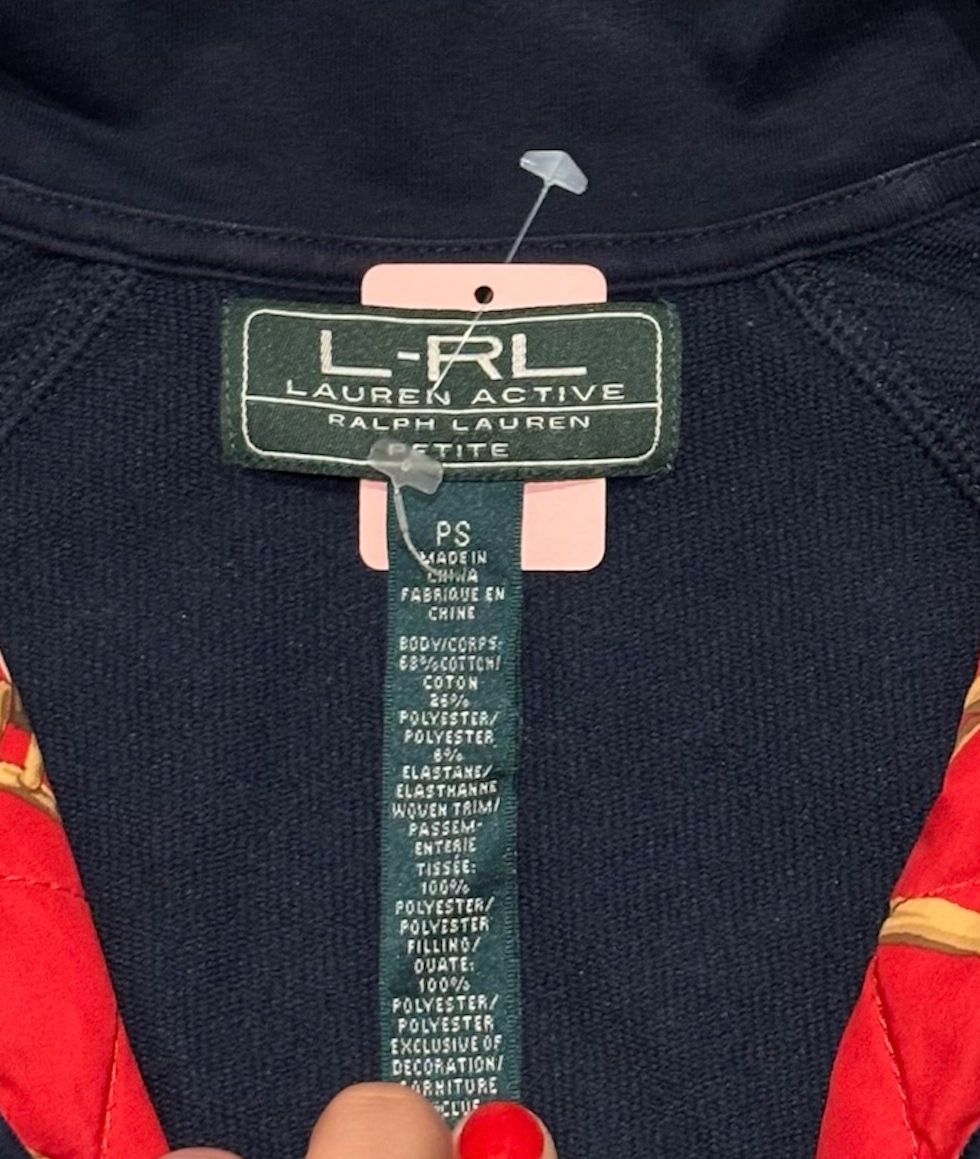 L-RL
LAUREN ACTIVE
RALPH LAUREN
PETITE
PS
MADE IN
CHINA
FABRIQUE EN
CHINE
BODY/CORPS:
68% COTTON/
COTON
26%
POLYESTER/
POLYESTER
6%
ELASTANE/
ELASTHANNE
WOVEN TRIM/
PASSEM-
ENTERIE
TISSÉE:
100%
POLYESTER/
POLYESTER
FILLING/
OUATE:
100%
POLYESTER/
POLYESTER
EXCLUSIVE OF
DECORATION/
GARNITURE